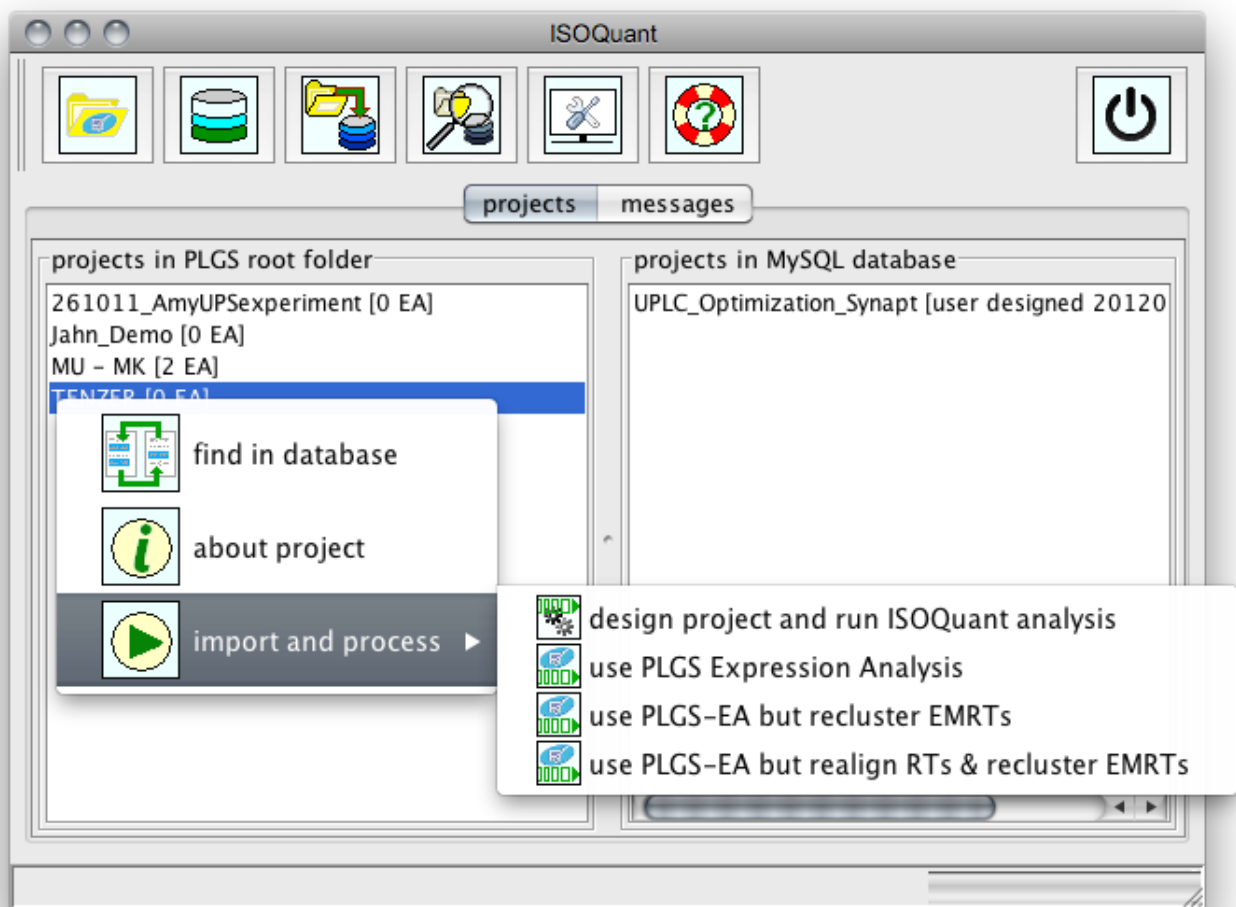 ISOQuant
projects
messages
projects in PLGS root folder
261011_AmyUPSexperiment [0 EA]
Jahn_Demo [0 EA]
MU – MK [2 EA]
TENZER [0 EA]
projects in MySQL database
UPLC_Optimization_Synapt [user designed 20120
find in database
about project
import and process
design project and run ISOQuant analysis
use PLGS Expression Analysis
use PLGS-EA but recluster EMRTs
use PLGS-EA but realign RTs & recluster EMRTs